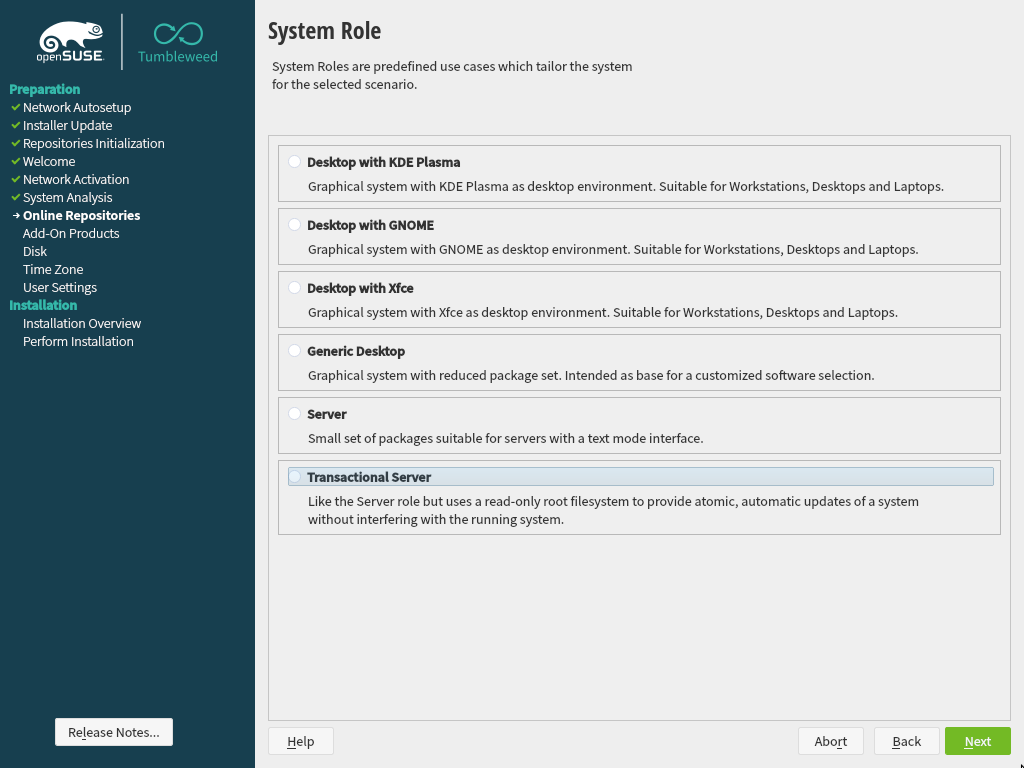 openSUSE
Tumbleweed
Preparation
Network Autosetup
Installer Update
Repositories Initialization
Welcome
Network Activation
System Analysis
Online Repositories
Add-On Products
Disk
Time Zone
User Settings
Installation
Installation Overview
Perform Installation
Release Notes...
System Role
System Roles are predefined use cases which tailor the system
for the selected scenario.
Desktop with KDE Plasma
Graphical system with KDE Plasma as desktop environment. Suitable for Workstations, Desktops and Laptops.
Desktop with GNOME
Graphical system with GNOME as desktop environment. Suitable for Workstations, Desktops and Laptops.
Desktop with Xfce
Graphical system with Xfce as desktop environment. Suitable for Workstations, Desktops and Laptops.
Generic Desktop
Graphical system with reduced package set. Intended as base for a customized software selection.
Server
Small set of packages suitable for servers with a text mode interface.
Transactional Server
Like the Server role but uses a read-only root filesystem to provide atomic, automatic updates of a system
without interfering with the running system.
Help
Abort
Back
Next